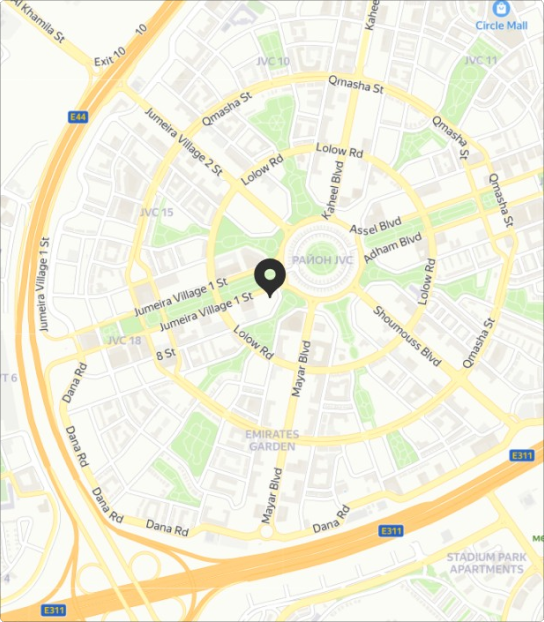 Al Khamila St
Exit 10
10
Kaheel
Circle Mall
JVC 10
JVC 11
E44
Qmasha St
Qmasha St
Qmasha St
Jumeira Village 2 St
Lolow Rd
Lolow Rd
Kaheel Blvd
Qmasha St
JVC 15
Assel Blvd
Adham Blvd
РАЙОН JVC
Jumeira Village 1 St
Jumeira Village 1 St
Jumeira Village 1 St
Lolow Rd
JVC 18
8 St
Lolow Rd
Shoumouss Blvd
Qmasha St
Mayar Blvd
Dana Rd
EMIRATES
GARDEN
Dana Rd
E311
Dana Rd
Mayar Blvd
Dana Rd
Dana Rd
E311
STADIUM PARK
APARTMENTS
4
E311